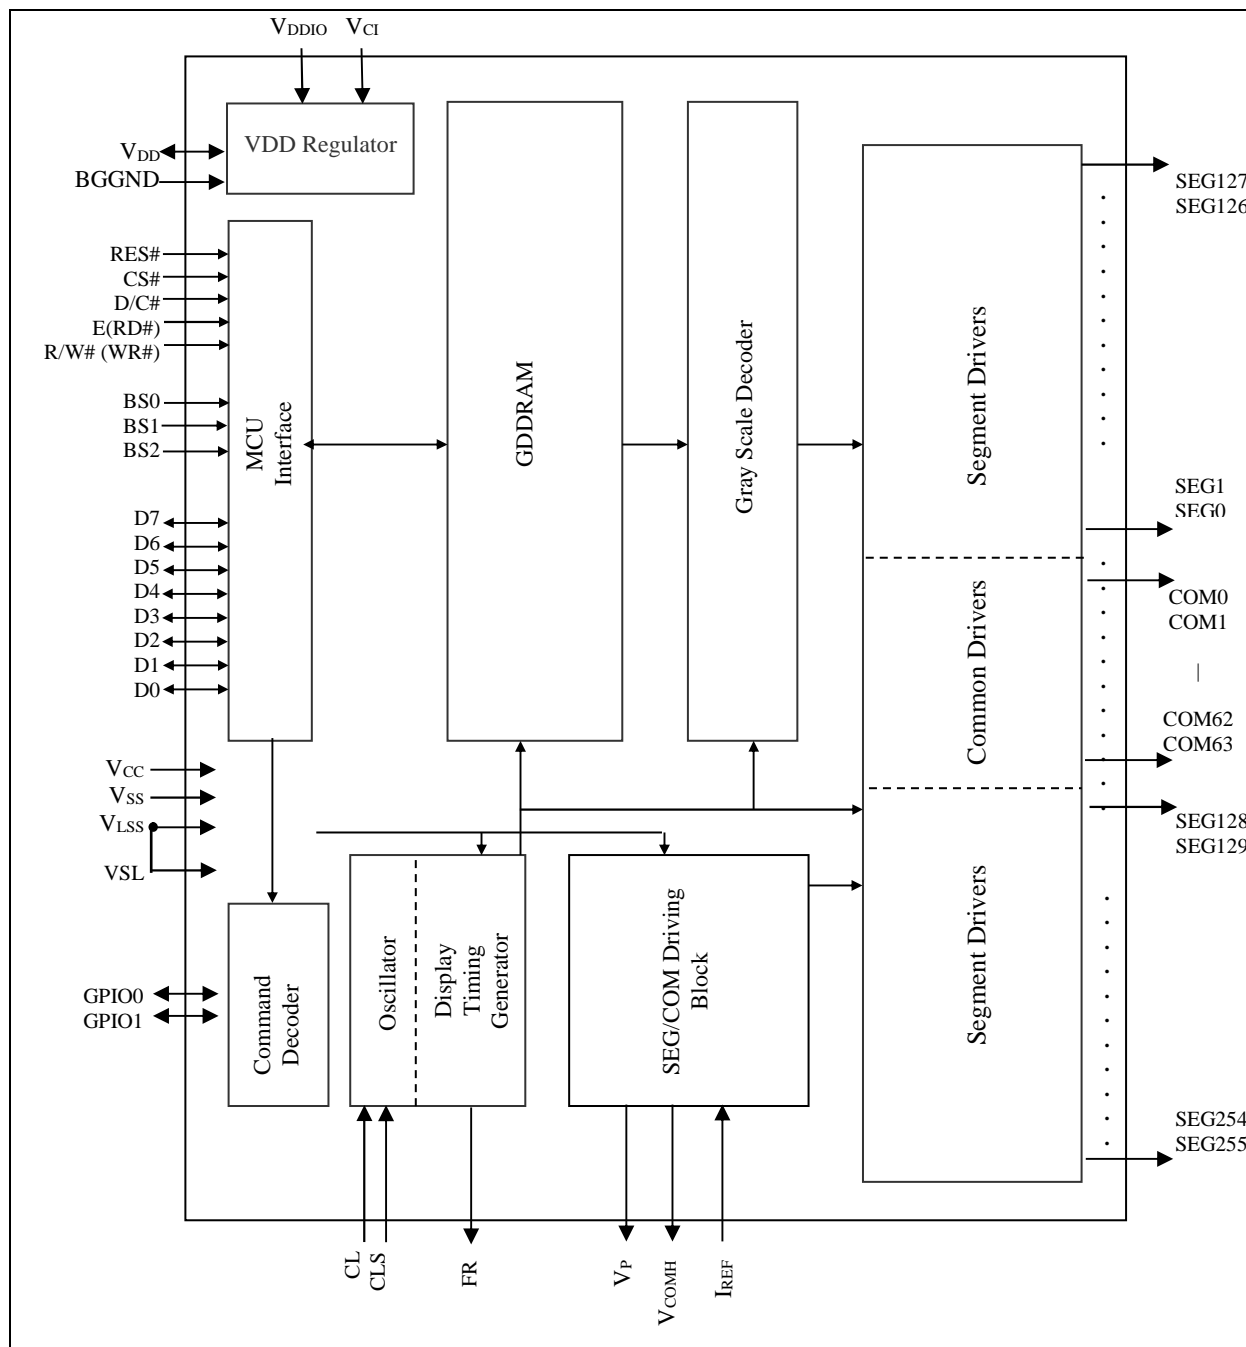 VDDIO VCI
VDD Regulator
VDD
BGGND
RES#
CS#
D/C#
E(RD#)
R/W# (WR#)
BS0
BS1
BS2
D7
D6
D5
D4
D3
D2
D1
D0
VCC
VSS
VLSS
VSL
GPIO0
GPIO1
MCU
Interface
GDDRAM
Gray Scale Decoder
Segment Drivers
Common Drivers
Segment Drivers
Command
Decoder
Oscillator
Display
Timing
Generator
SEG/COM Driving
Block
SEG127
SEG126
SEG1
SEG0
COM0
COM1
|
COM62
COM63
SEG128
SEG129
SEG254
SEG255
CL
CLS
FR
VP
VCOMH
IREF